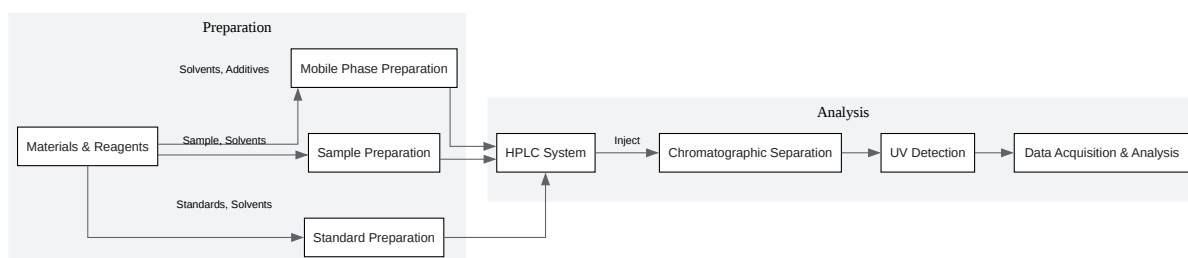 Preparation
Solvents, Additives
Mobile Phase Preparation
Materials & Reagents
Sample, Solvents
Sample Preparation
Standards, Solvents
Standard Preparation
Analysis
HPLC System
Inject
Chromatographic Separation
UV Detection
Data Acquisition & Analysis